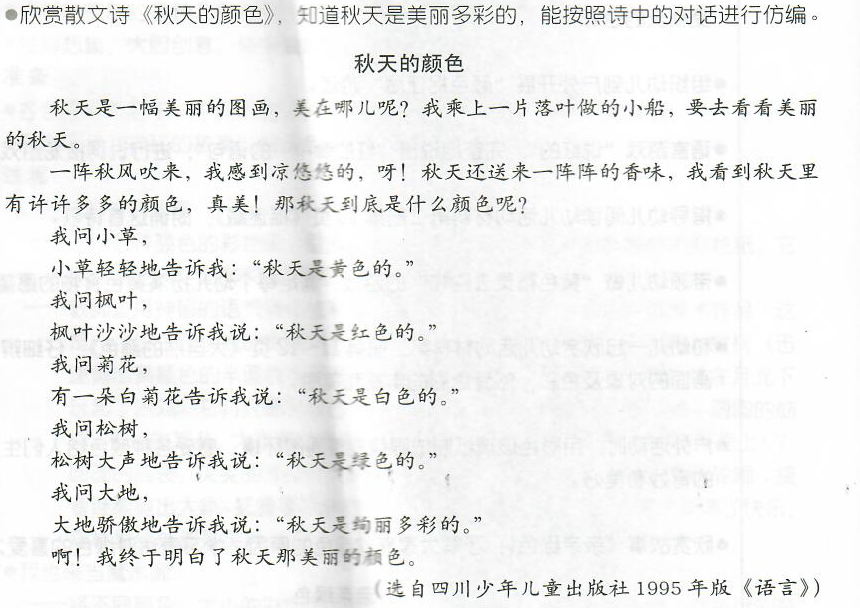 ●欣赏散文诗《秋天的颜色》，知道秋天是美丽多彩的，能按照诗中的对话进行仿编。
秋天的颜色
秋天是一幅美丽的图画，美在哪儿呢？我乘上一片落叶做的小船，要去看看美丽
的秋天。
一阵秋风吹来，我感到凉悠悠的，呀！秋天还送来一阵阵的香味，我看到秋天里
有许许多多的颜色，真美！那秋天到底是什么颜色呢？
我问小草，
小草轻轻地告诉我：“秋天是黄色的。”
我问枫叶，
枫叶沙沙地告诉我说：“秋天是红色的。”
我问菊花，
有一朵白菊花告诉我说：“秋天是白色的。”
我问松树，
松树大声地告诉我说：“秋天是绿色的。”
我问大地，
大地骄傲地告诉我说：“秋天是绚丽多彩的。”
啊！我终于明白了秋天那美丽的颜色。
（选自四川少年儿童出版社1995年版《语言》）